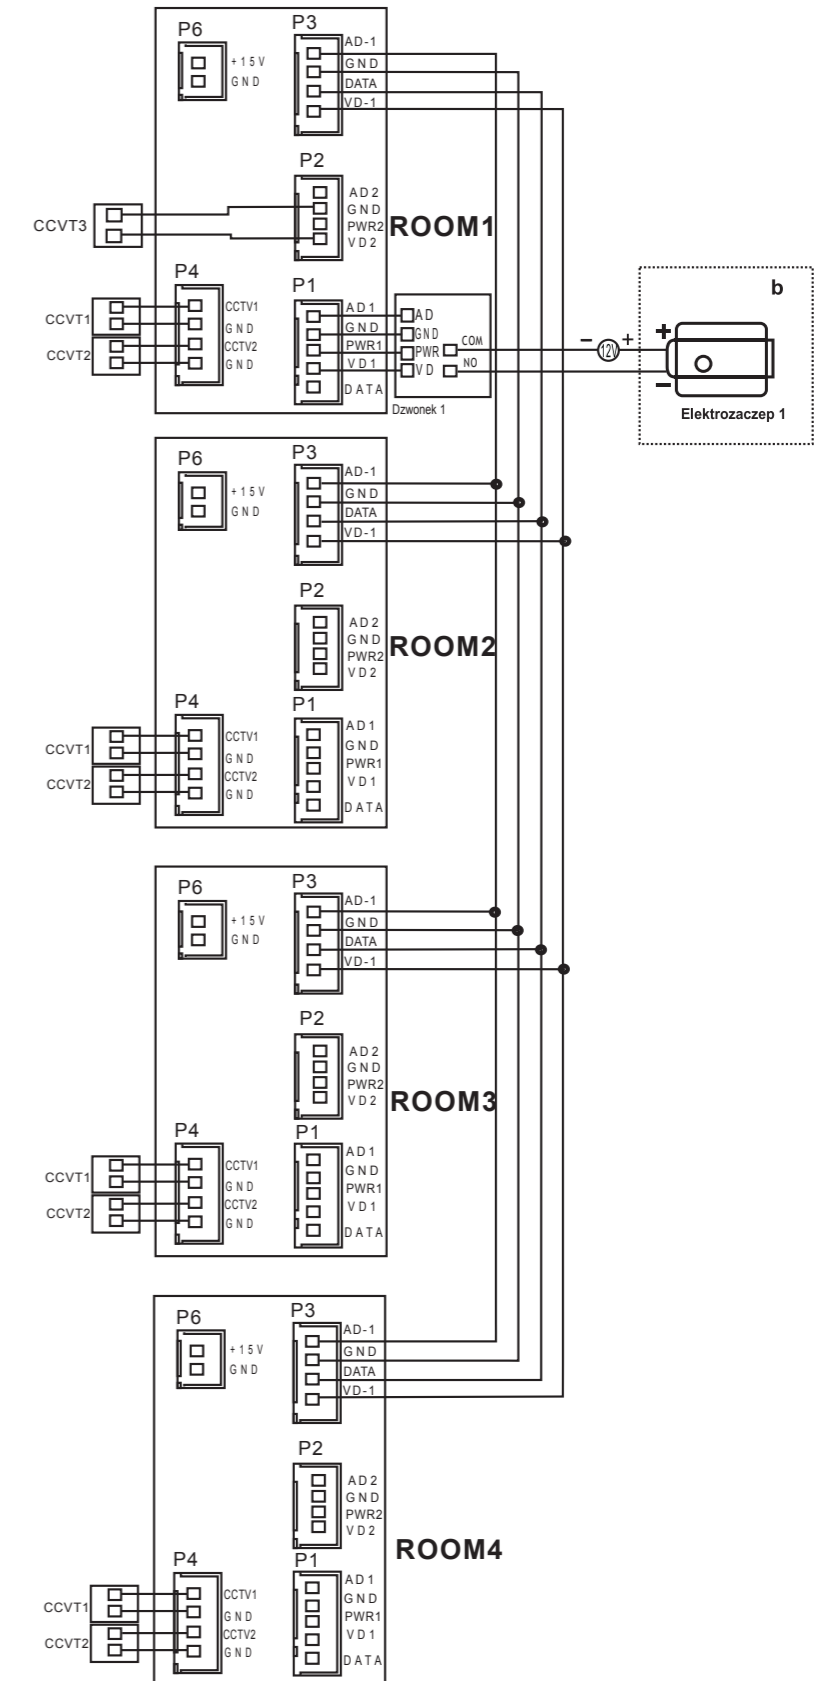 P6
+15V
GND
P3
AD-1
GND
DATA
VD-1
P2
AD2
GND
PWR2
VD2
ROOM1
CCVT3
P4
CCTV1
GND
CCTV2
GND
CCVT1
CCVT2
P1
AD1
GND
PWR1
VD1
DATA
AD
GND
PWR
VD
COM
NO
Dzwonek 1
− 12V +
b
+
−
Elektrozaczep 1
P6
+15V
GND
P3
AD-1
GND
DATA
VD-1
P2
AD2
GND
PWR2
VD2
ROOM2
P4
CCTV1
GND
CCTV2
GND
CCVT1
CCVT2
P1
AD1
GND
PWR1
VD1
DATA
P6
+15V
GND
P3
AD-1
GND
DATA
VD-1
P2
AD2
GND
PWR2
VD2
ROOM3
P4
CCTV1
GND
CCTV2
GND
CCVT1
CCVT2
P1
AD1
GND
PWR1
VD1
DATA
P6
+15V
GND
P3
AD-1
GND
DATA
VD-1
P2
AD2
GND
PWR2
VD2
ROOM4
P4
CCTV1
GND
CCTV2
GND
CCVT1
CCVT2
P1
AD1
GND
PWR1
VD1
DATA